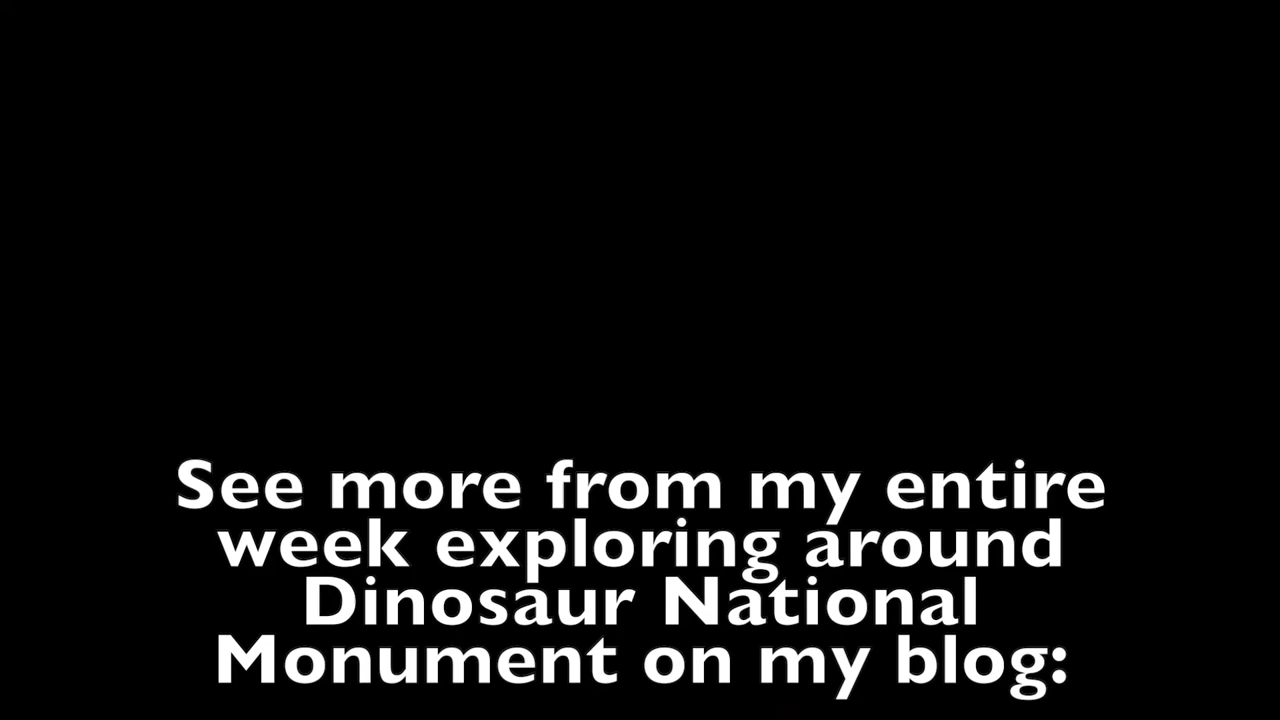 See more from my entire
week exploring around
Dinosaur National
Monument on my blog: